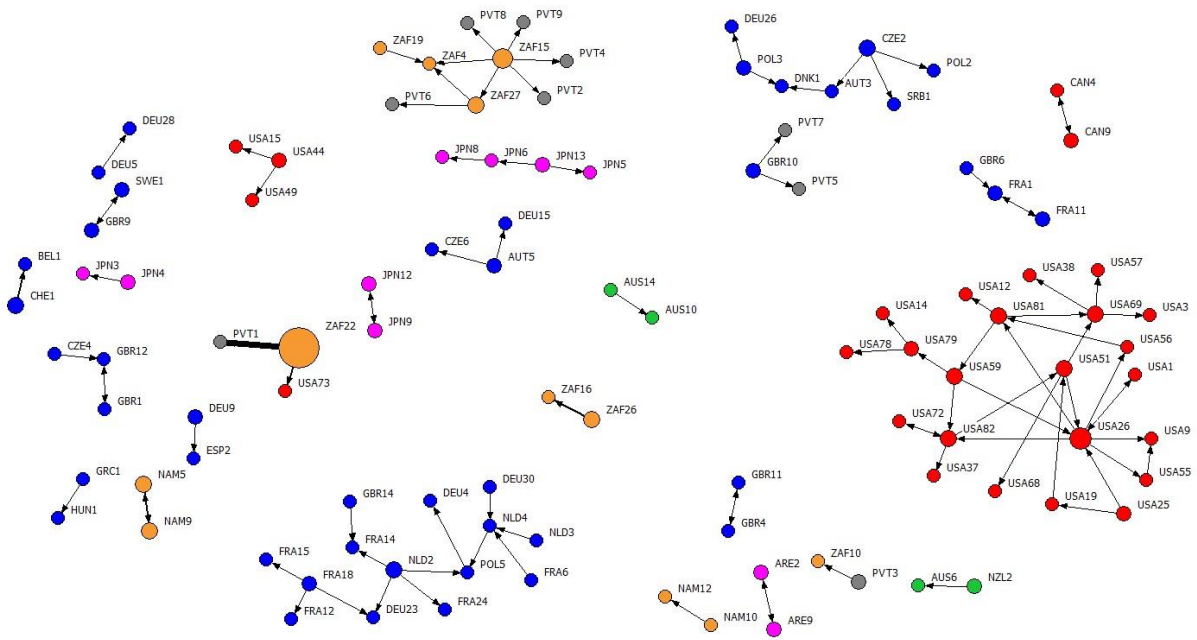 PVT8
PVT9
DEU26
ZAF19
ZAF4
ZAF15
PVT4
CZE2
POL3
DNK1
AUT3
POL2
PVT6
ZAF27
PVT2
SRB1
CAN4
CAN9
DEU28
USA15
USA44
PVT7
JPN8
JPN6
JPN13
JPN5
GBR10
PVT5
DEU5
SWE1
USA49
GBR6
FRA1
FRA11
GBR9
DEU15
CZE6
AUT5
BEL1
JPN3
JPN4
CHE1
JPN12
JPN9
AUS14
AUS10
USA38
USA57
USA12
USA14
USA81
USA69
USA3
PVT1
ZAF22
USA56
USA78
USA79
USA51
USA1
CZE4
GBR12
USA59
USA73
GBR1
ZAF16
ZAF26
USA72
USA82
USA26
USA9
DEU9
ESP2
USA37
USA68
USA55
USA19
USA25
GRC1
HUN1
NAM5
NAM9
GBR11
GBR4
DEU30
GBR14
DEU4
NLD4
NLD3
FRA14
FRA15
NLD2
POL5
FRA6
FRA18
FRA12
DEU23
FRA24
ZAF10
PVT3
ARE2
ARE9
AUS6
NZL2
NAM12
NAM10